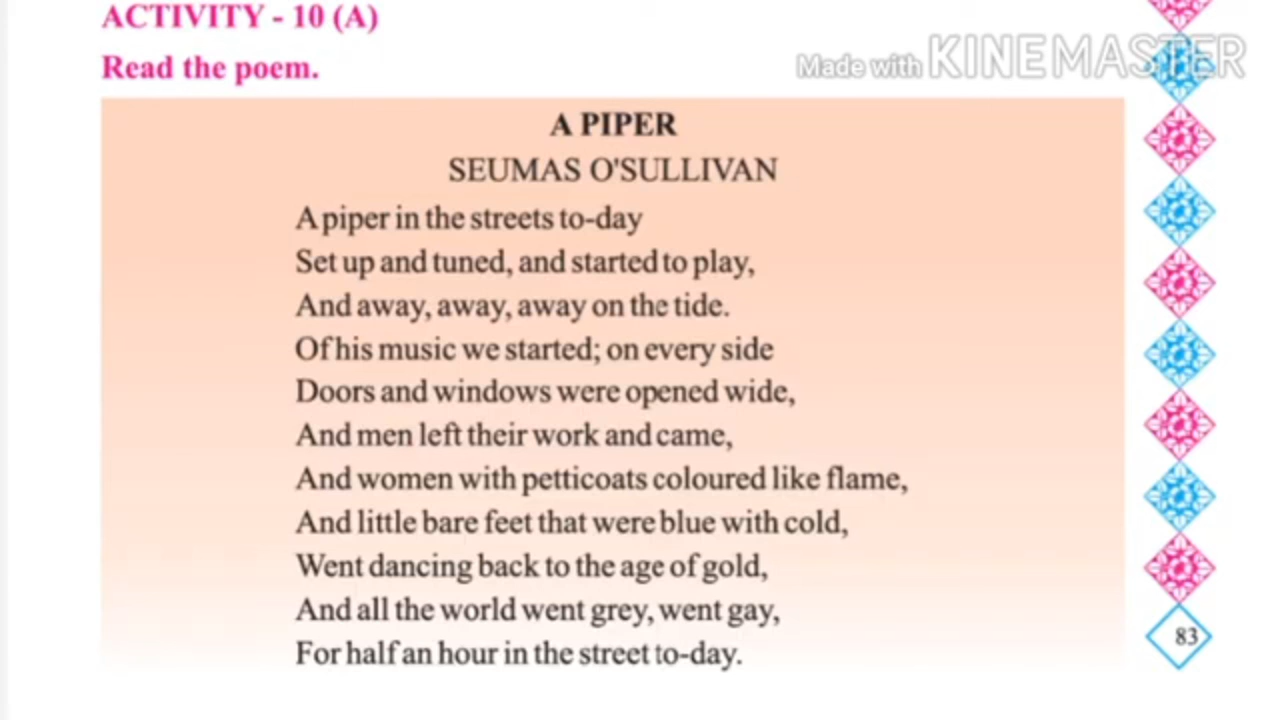 ACTIVITY - 10 (A)
Read the poem.
Made with KINEMASTER
A PIPER
SEUMAS O'SULLIVAN
A piper in the streets to-day
Set up and tuned, and started to play,
And away, away, away on the tide.
Of his music we started; on every side
Doors and windows were opened wide,
And men left their work and came,
And women with petticoats coloured like flame,
And little bare feet that were blue with cold,
Went dancing back to the age of gold,
And all the world went grey, went gay,
For half an hour in the street to-day.
83